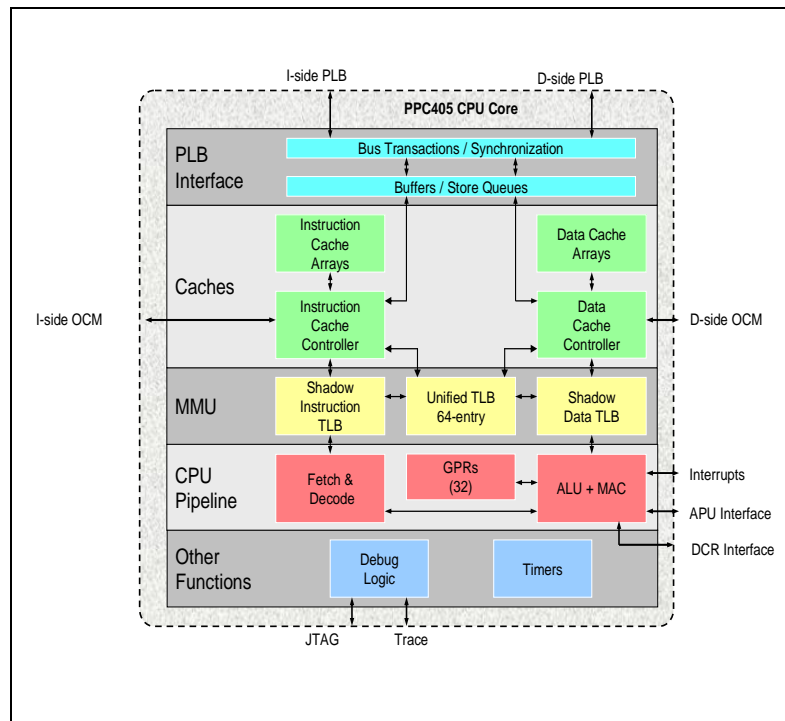 I-side PLB
D-side PLB
PPC405 CPU Core
PLB
Interface
Bus Transactions / Synchronization
Buffers / Store Queues
Caches
Instruction
Cache
Arrays
Data Cache
Arrays
I-side OCM
Instruction
Cache
Controller
Data
Cache
Controller
D-side OCM
MMU
Shadow
Instruction
TLB
Unified TLB
64-entry
Shadow
Data TLB
CPU
Pipeline
Fetch &
Decode
GPRs
(32)
ALU + MAC
Interrupts
APU Interface
DCR Interface
Other
Functions
Debug
Logic
Timers
JTAG
Trace